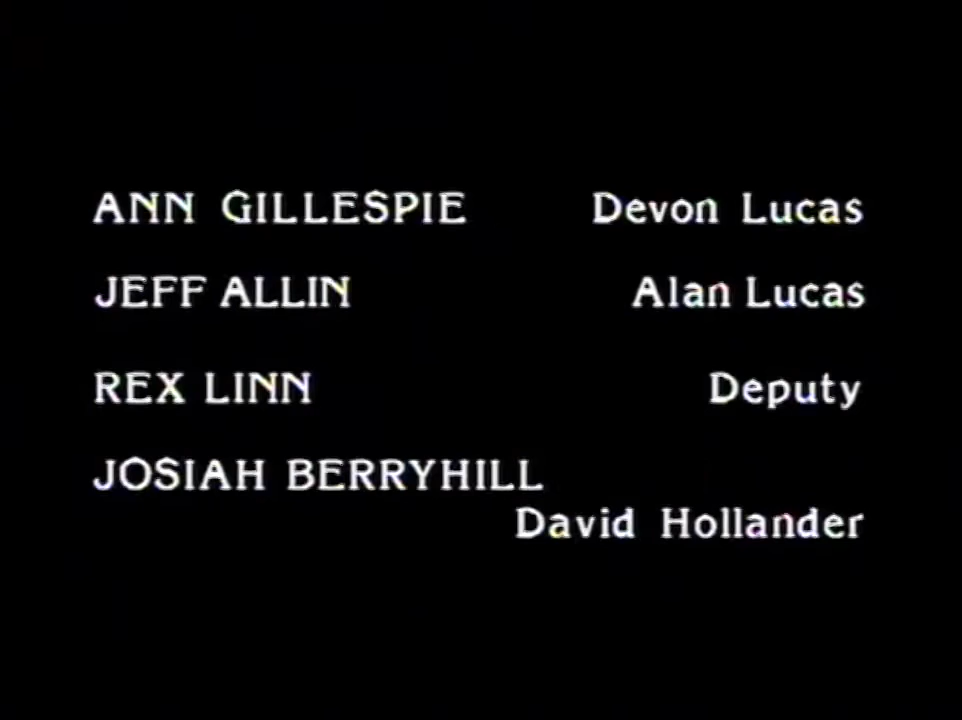 ANN GILLESPIE Devon Lucas
JEFF ALLIN Alan Lucas
REX LINN Deputy
JOSIAH BERRYHILL
David Hollander